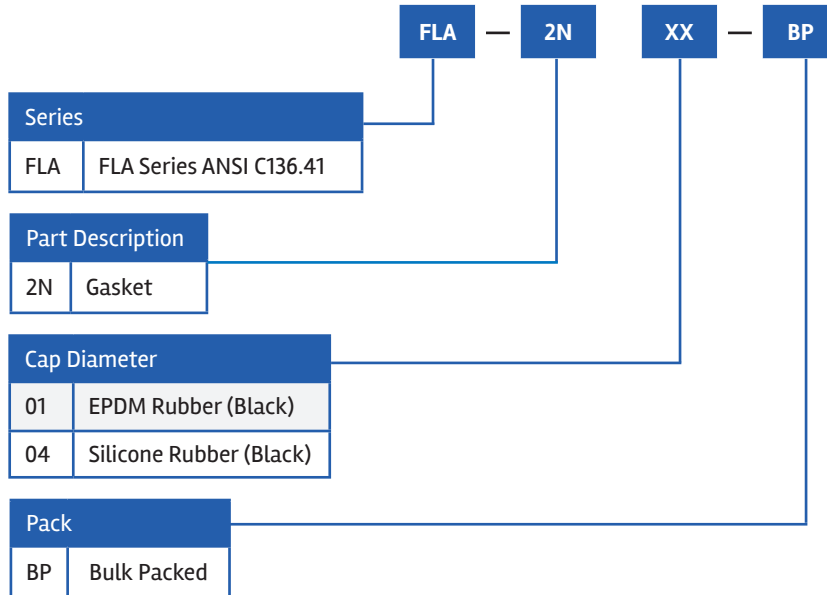 FLA — 2N XX — BP
Series
FLA FLA Series ANSI C136.41
Part Description
2N Gasket
Cap Diameter
01 EPDM Rubber (Black)
04 Silicone Rubber (Black)
Pack
BP Bulk Packed